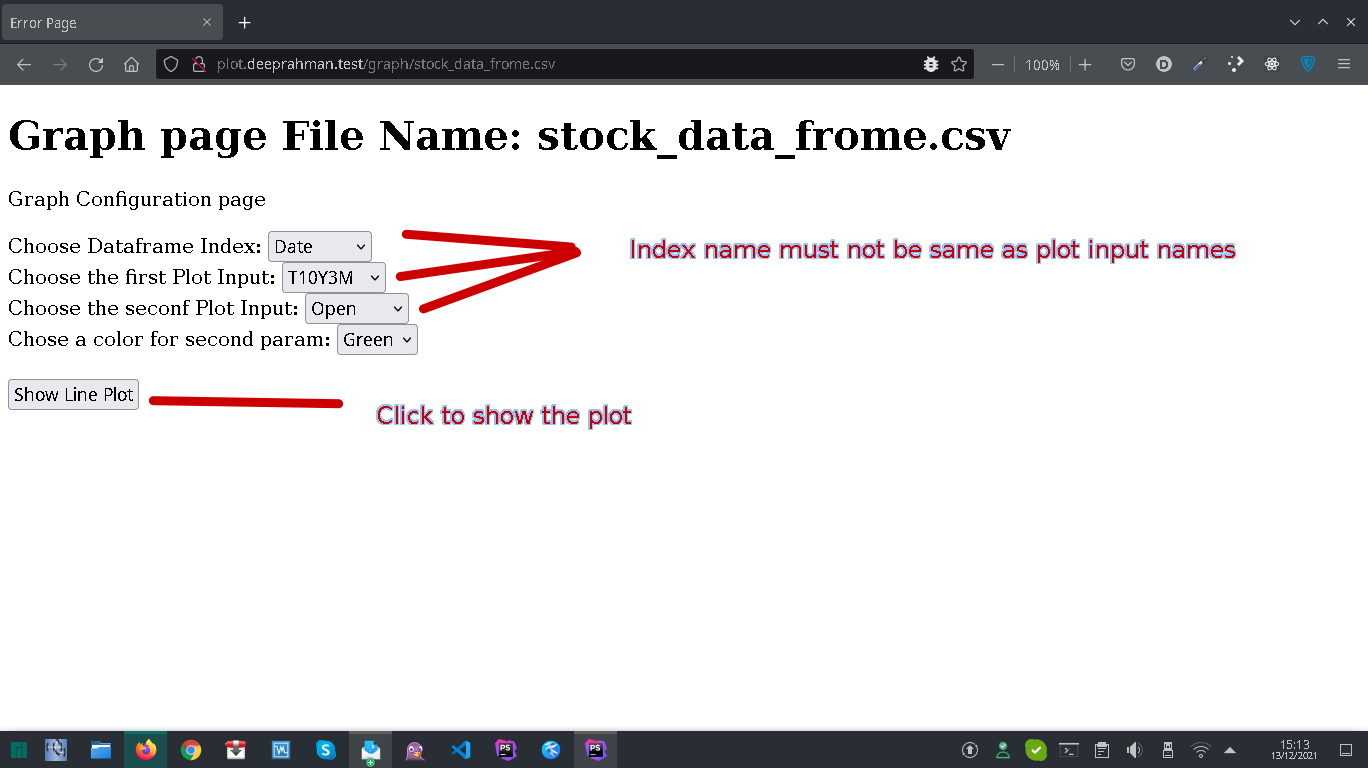 Error Page
plot.deeprahman.test/graph/stock_data_frome.csv
100%
Graph page File Name: stock_data_frome.csv
Graph Configuration page
Choose Dataframe Index: Date
Index name must not be same as plot input names
Choose the first Plot Input: T10Y3M
Choose the seconf Plot Input: Open
Chose a color for second param: Green
Show Line Plot
Click to show the plot
15:13
13/12/2021